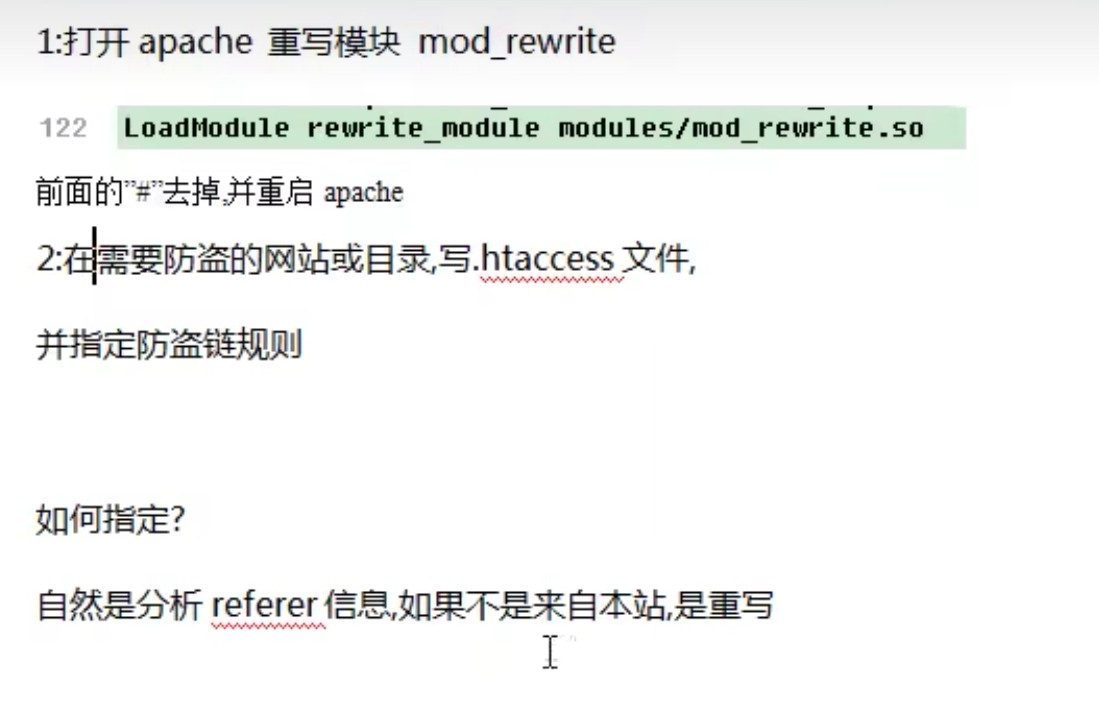 1:打开 apache 重写模块 mod_rewrite
122 LoadModule rewrite_module modules/mod_rewrite.so
前面的”#”去掉,并重启 apache
2:在需要防盗的网站或目录,写.htaccess 文件,
并指定防盗链规则
如何指定?
自然是分析 referer 信息,如果不是来自本站,是重写